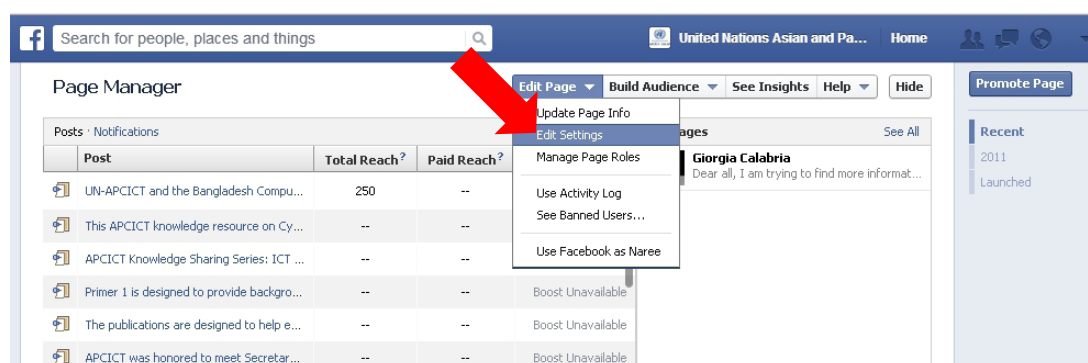 f
Search for people, places and things
United Nations Asian and Pa... Home
Page Manager
Edit Page Build Audience See Insights Help Hide
Promote Page
Update Page Info
Edit Settings
Manage Page Roles
Use Activity Log
See Banned Users...
Use Facebook as Naree
Posts · Notifications
ages See All
Post Total Reach? Paid Reach?
UN-APCICT and the Bangladesh Compu... 250 --
This APCICT knowledge resource on Cy... -- --
APCICT Knowledge Sharing Series: ICT ... -- --
Primer 1 is designed to provide backgro... -- -- Boost Unavailable
The publications are designed to help e... -- -- Boost Unavailable
APCICT was honored to meet Secretar... -- -- Boost Unavailable
Giorgia Calabria
Dear all, I am trying to find more informat...
Recent
2011
Launched